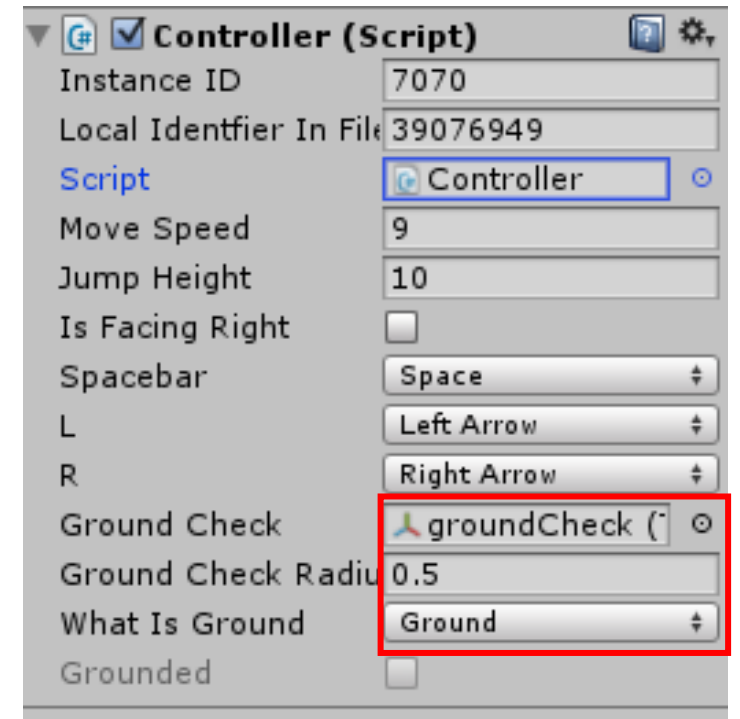 Controller (Script)
Instance ID 7070
Local Identfier In File 39076949
Script Controller
Move Speed 9
Jump Height 10
Is Facing Right
Spacebar Space
L Left Arrow
R Right Arrow
Ground Check groundCheck (T
Ground Check Radiu 0.5
What Is Ground Ground
Grounded